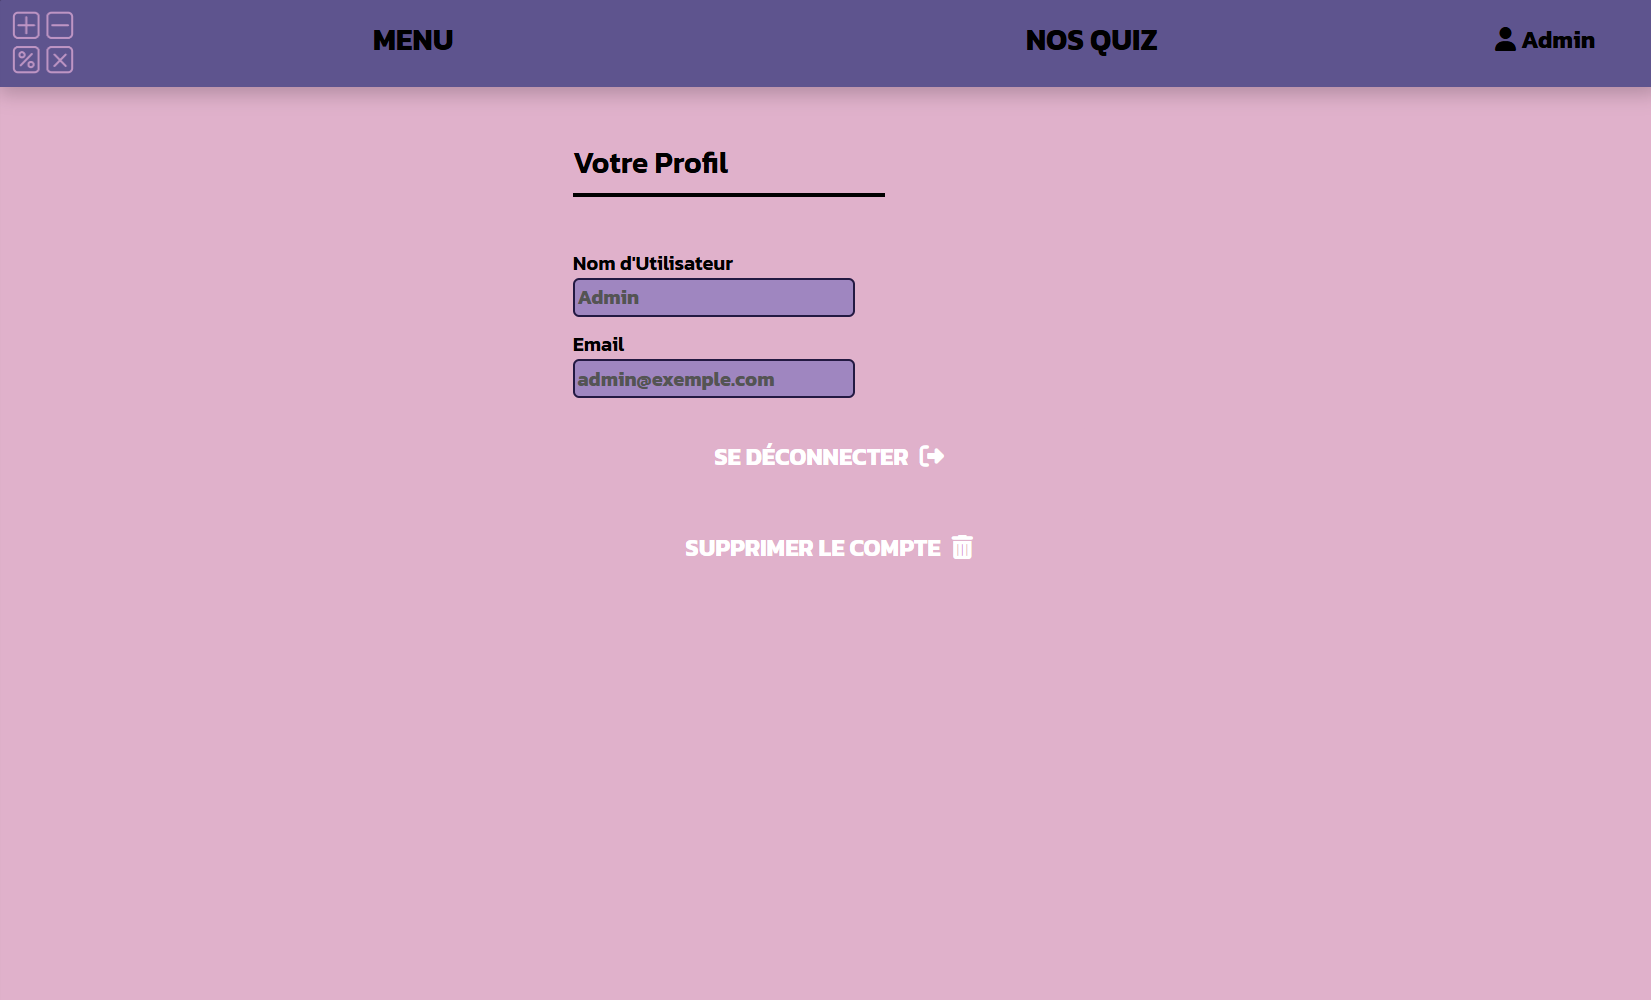 MENU
NOS QUIZ
Admin
Votre Profil
Nom d'Utilisateur
Admin
Email
admin@exemple.com
SE DÉCONNECTER
SUPPRIMER LE COMPTE